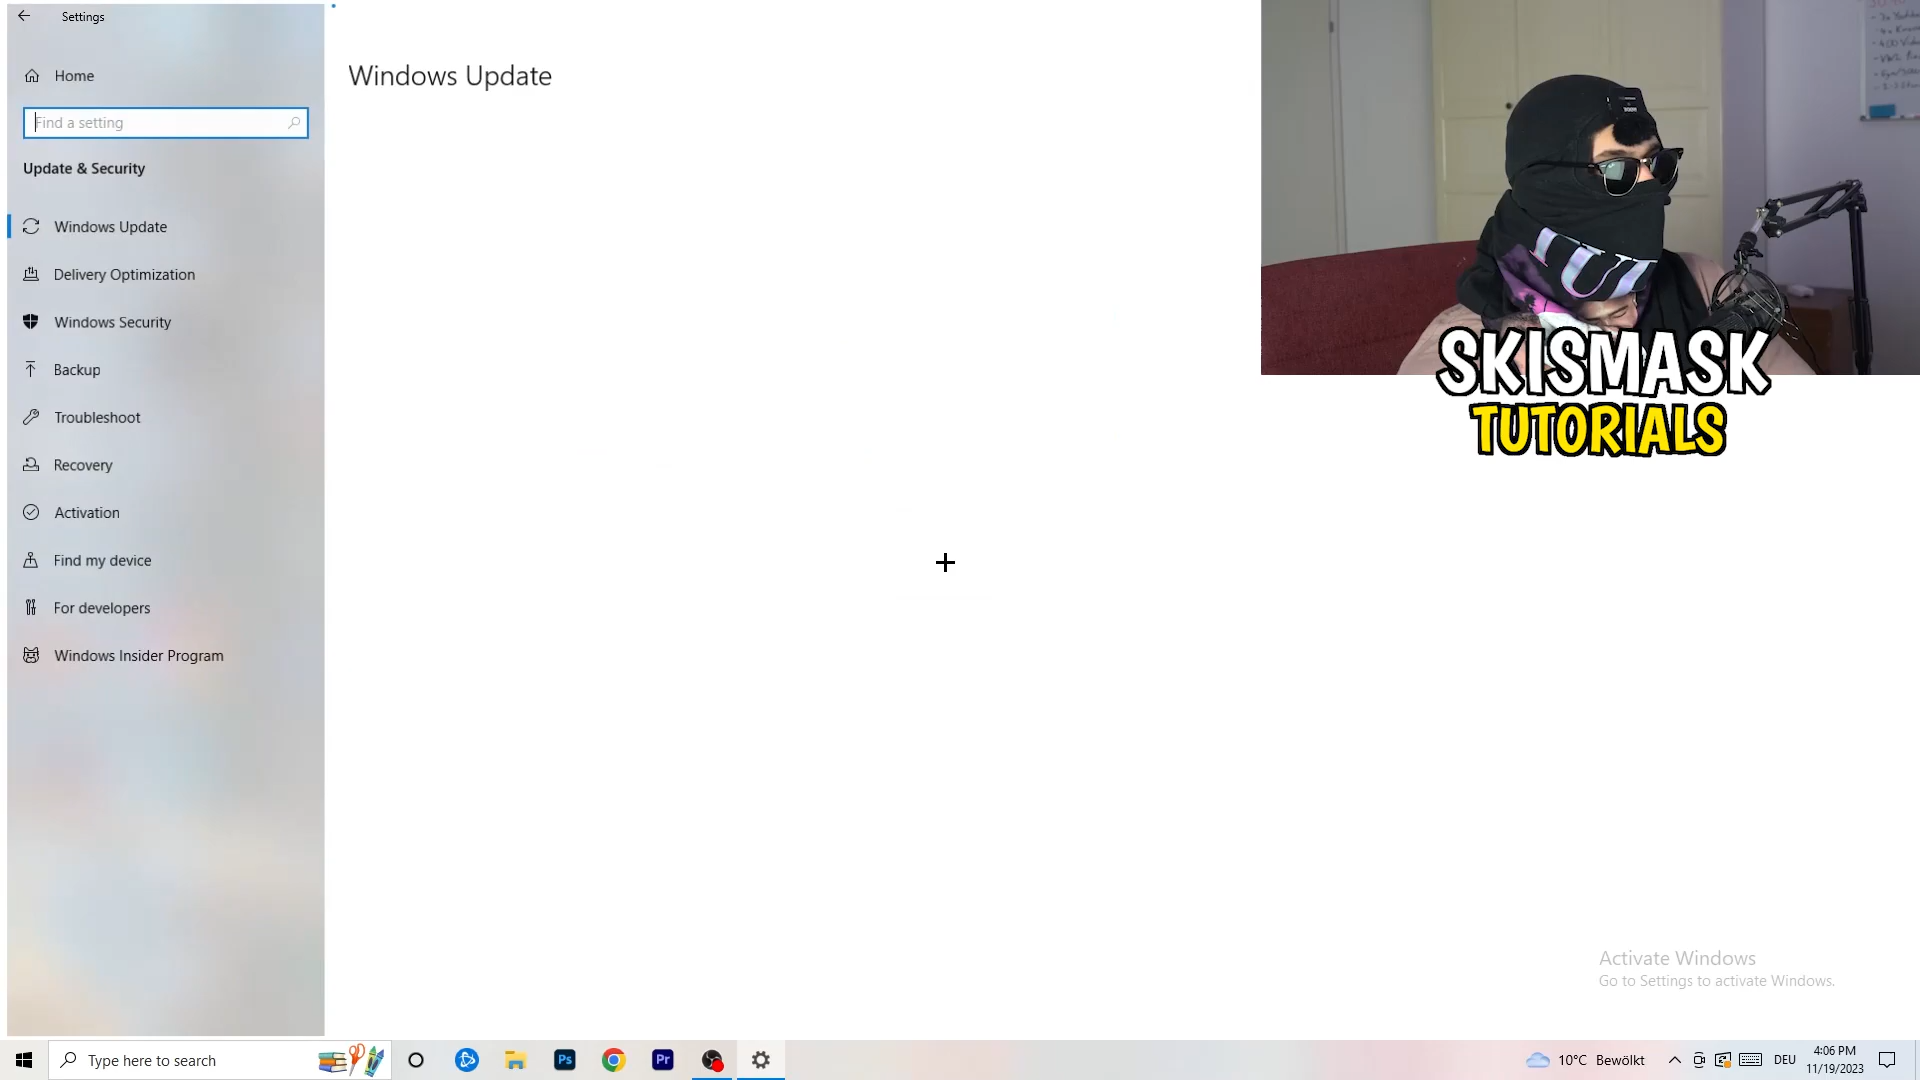 Settings
Home
Find a setting
Update & Security
Windows Update
Delivery Optimization
Windows Security
Backup
Troubleshoot
Recovery
Activation
Find my device
For developers
Windows Insider Program
Windows Update
SKISMASK
TUTORIALS
Activate Windows
Go to Settings to activate Windows.
Type here to search
Ps
Pr
10°C Bewölkt
DEU
4:06 PM
11/19/2023